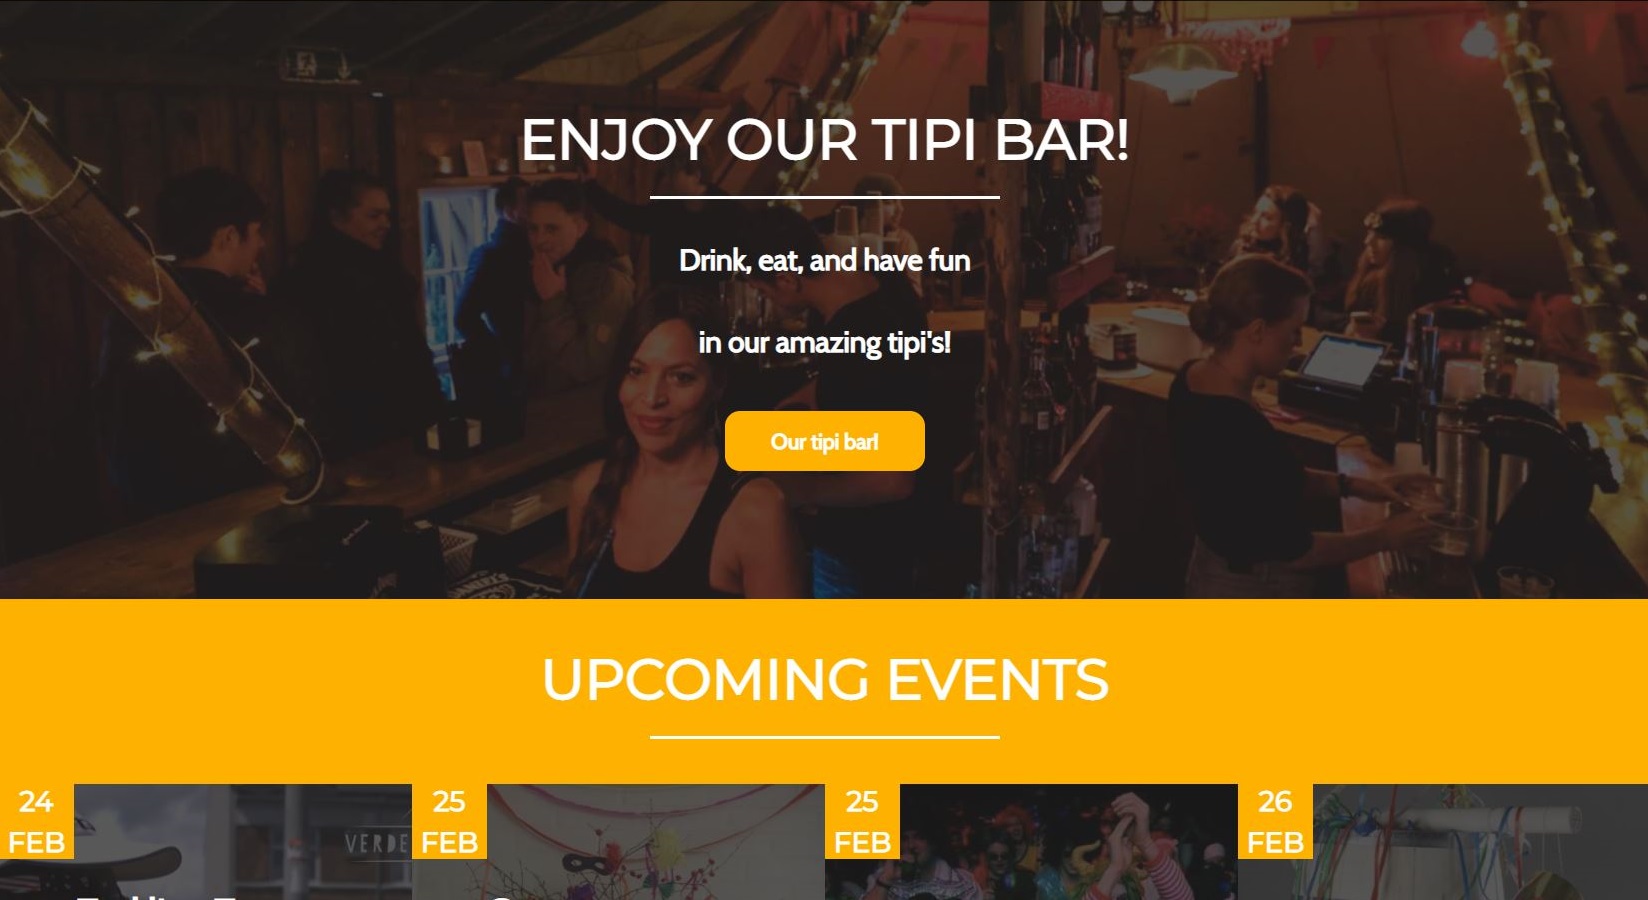 ENJOY OUR TIPI BAR!
Drink, eat, and have fun
in our amazing tipi's!
Our tipi bar!
UPCOMING EVENTS
24
FEB
VERDE
25
FEB
25
FEB
26
FEB